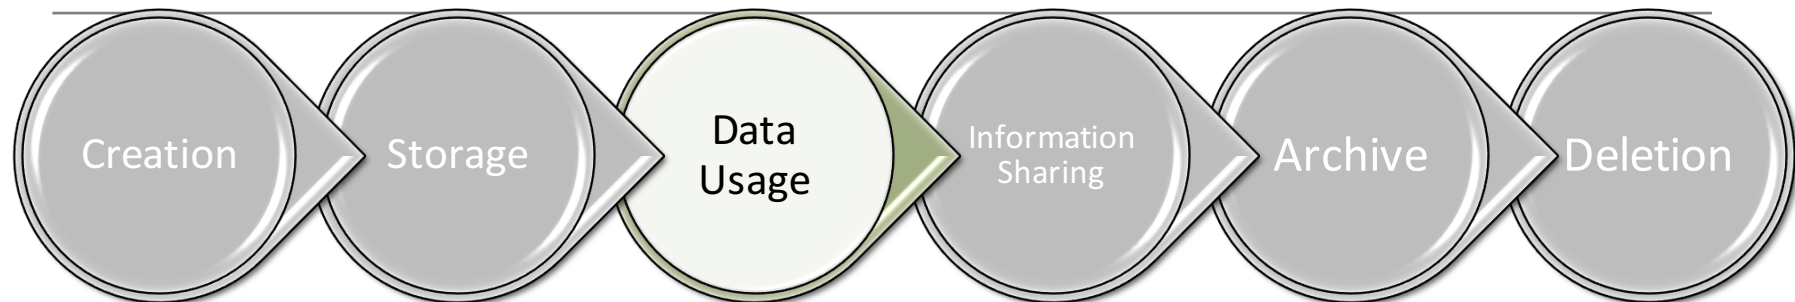 Creation
Storage
Data
Usage
Information
Sharing
Archive
Deletion